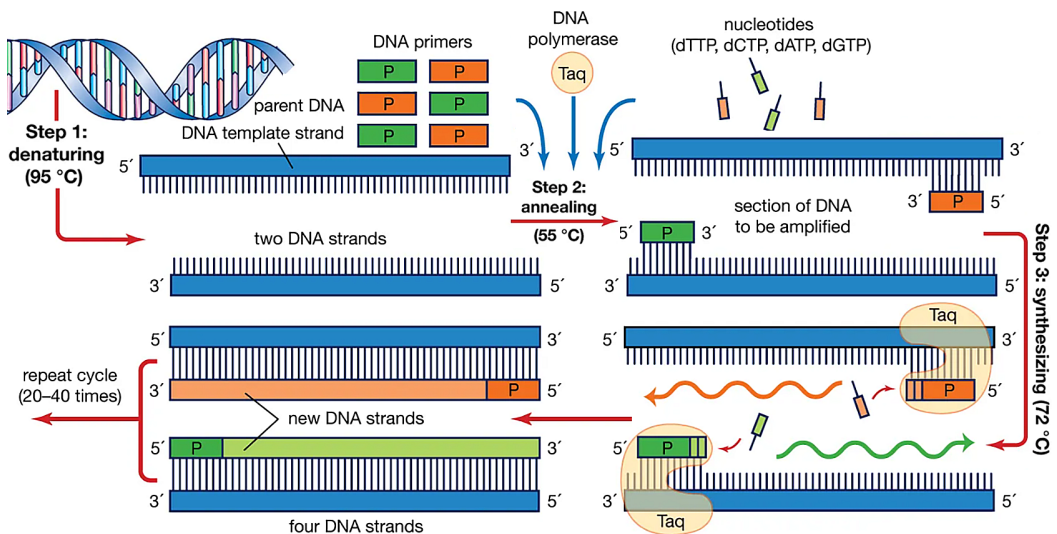 DNA primers
P
P
P
P
P
P
DNA
polymerase
Taq
nucleotides
(dTTP, dCTP, dATP, dGTP)
parent DNA
DNA template strand
Step 1:
denaturing
(95 °C)
5′
3′
two DNA strands
3′
5′
Step 2:
annealing
(55 °C)
5′
3′
3′
P
5′
section of DNA
to be amplified
5′
P
3′
3′
5′
Step 3: synthesizing (72 °C)
Taq
5′
3′
P
5′
5′
P
3′
5′
Taq
5′
3′
3′
P
5′
new DNA strands
5′
P
3′
3′
5′
four DNA strands
repeat cycle
(20–40 times)